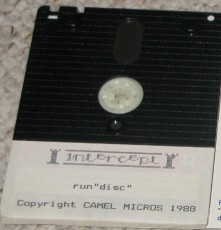 intercept
run"disc"
Copyright CAMEL MICROS 1988